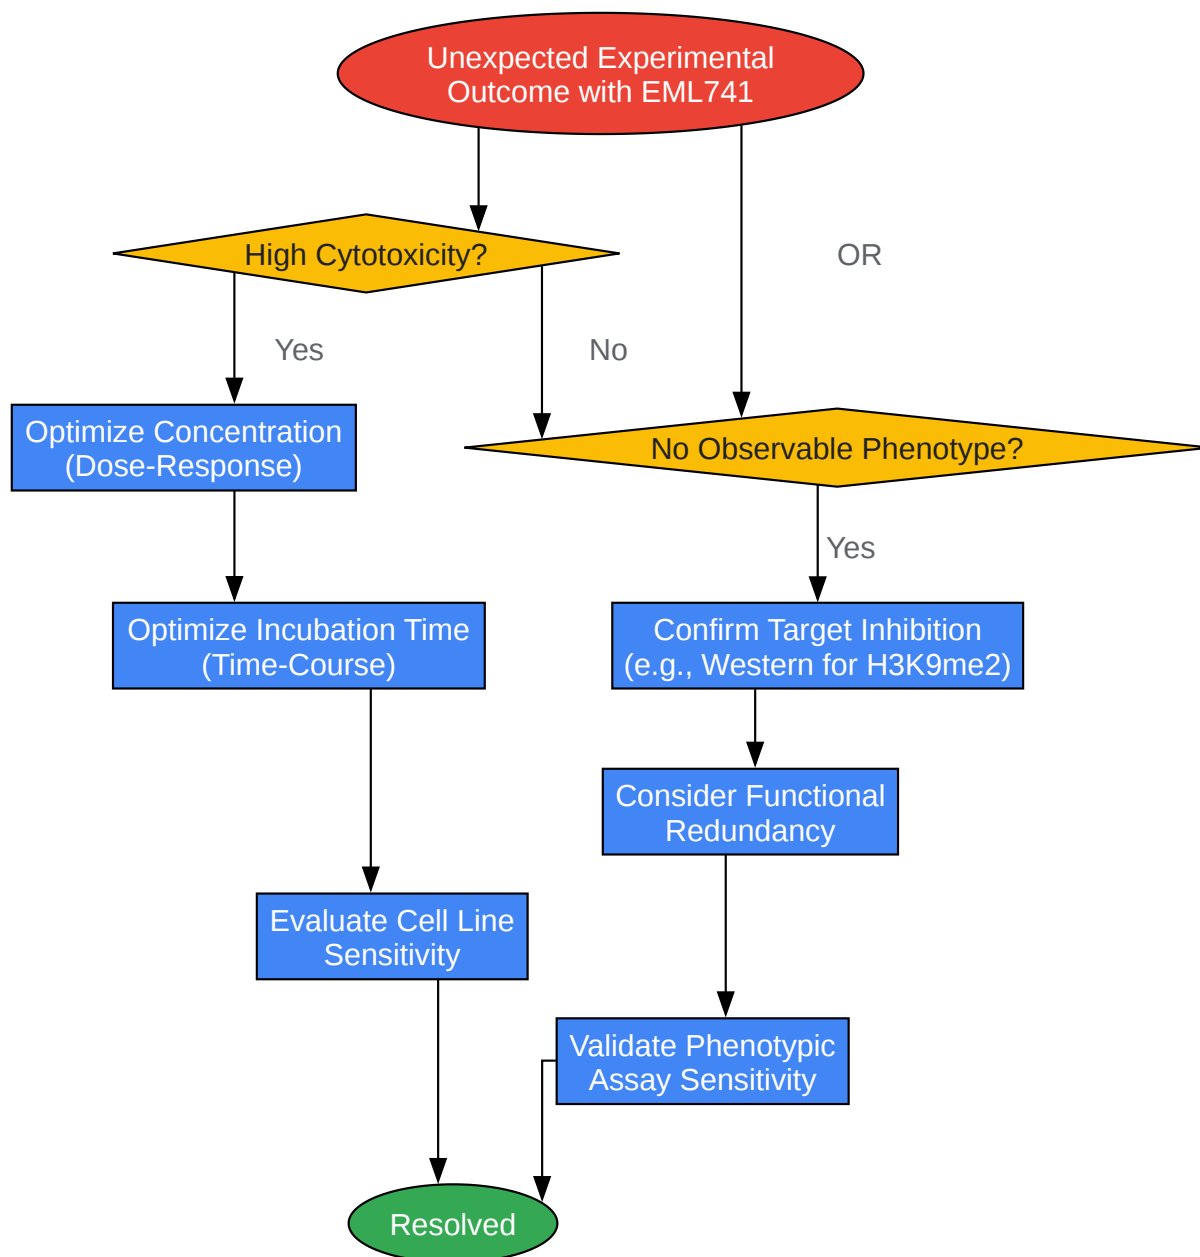 Unexpected Experimental
Outcome with EML741
High Cytotoxicity?
OR
Yes
No
Optimize Concentration
(Dose-Response)
No Observable Phenotype?
Yes
Optimize Incubation Time
(Time-Course)
Confirm Target Inhibition
(e.g., Western for H3K9me2)
Consider Functional
Redundancy
Evaluate Cell Line
Sensitivity
Validate Phenotypic
Assay Sensitivity
Resolved